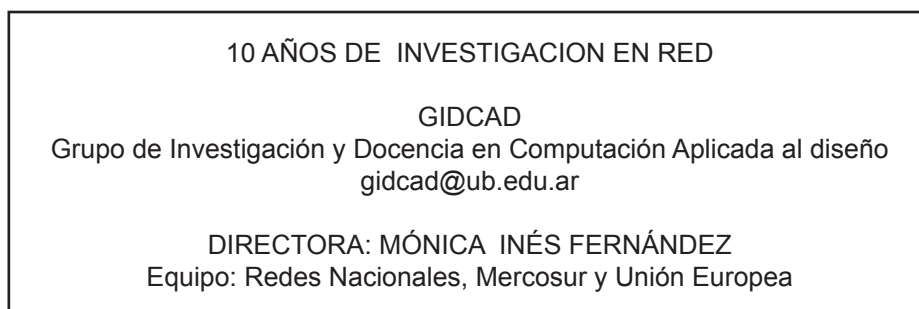 10 AÑOS DE INVESTIGACION EN RED
GIDCAD
Grupo de Investigación y Docencia en Computación Aplicada al diseño
gidcad@ub.edu.ar
DIRECTORA: MÓNICA INÉS FERNÁNDEZ
Equipo: Redes Nacionales, Mercosur y Unión Europea